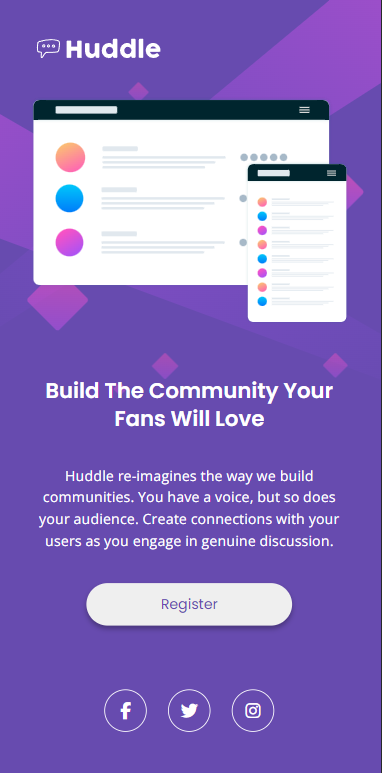 Huddle
Build The Community Your
Fans Will Love
Huddle re-imagines the way we build
communities. You have a voice, but so does
your audience. Create connections with your
users as you engage in genuine discussion.
Register